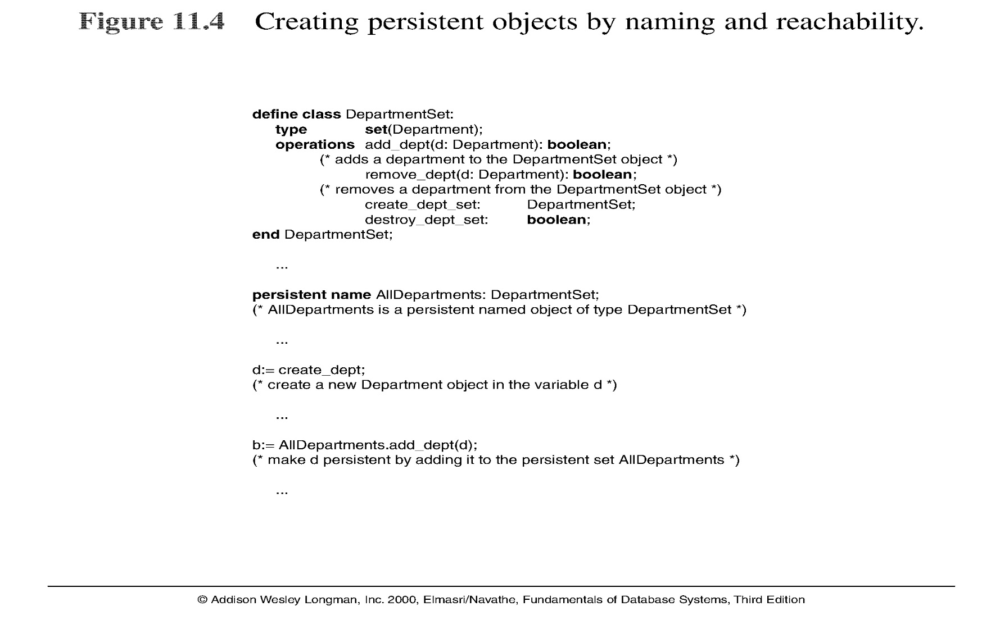 Figure 11.4 Creating persistent objects by naming and reachability.
define class DepartmentSet:
type set(Department);
operations add_dept(d: Department): boolean;
(* adds a department to the DepartmentSet object *)
remove_dept(d: Department): boolean;
(* removes a department from the DepartmentSet object *)
create_dept_set: DepartmentSet;
destroy_dept_set: boolean;
end DepartmentSet;
...
persistent name AllDepartments: DepartmentSet;
(* AllDepartments is a persistent named object of type DepartmentSet *)
...
d:= create_dept;
(* create a new Department object in the variable d *)
...
b:= AllDepartments.add_dept(d);
(* make d persistent by adding it to the persistent set AllDepartments *)
...
© Addison Wesley Longman, Inc. 2000, Elmasri/Navathe, Fundamentals of Database Systems, Third Edition